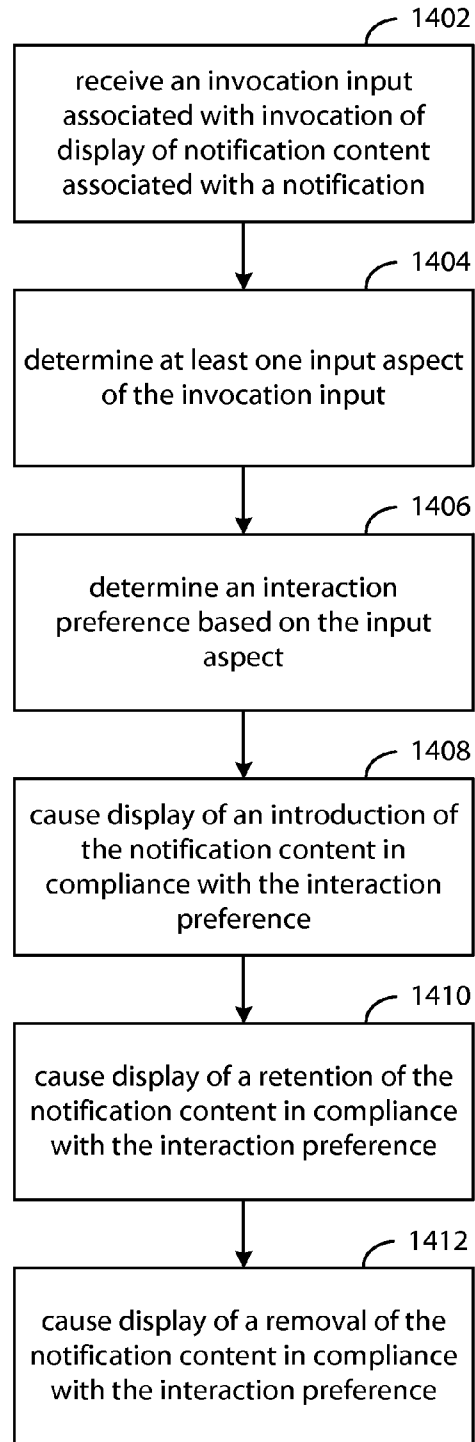 1402
receive an invocation input
associated with invocation of
display of notification content
associated with a notification
1404
determine at least one input aspect
of the invocation input
1406
determine an interaction
preference based on the input
aspect
1408
cause display of an introduction of
the notification content in
compliance with the interaction
preference
1410
cause display of a retention of the
notification content in compliance
with the interaction preference
1412
cause display of a removal of the
notification content in compliance
with the interaction preference